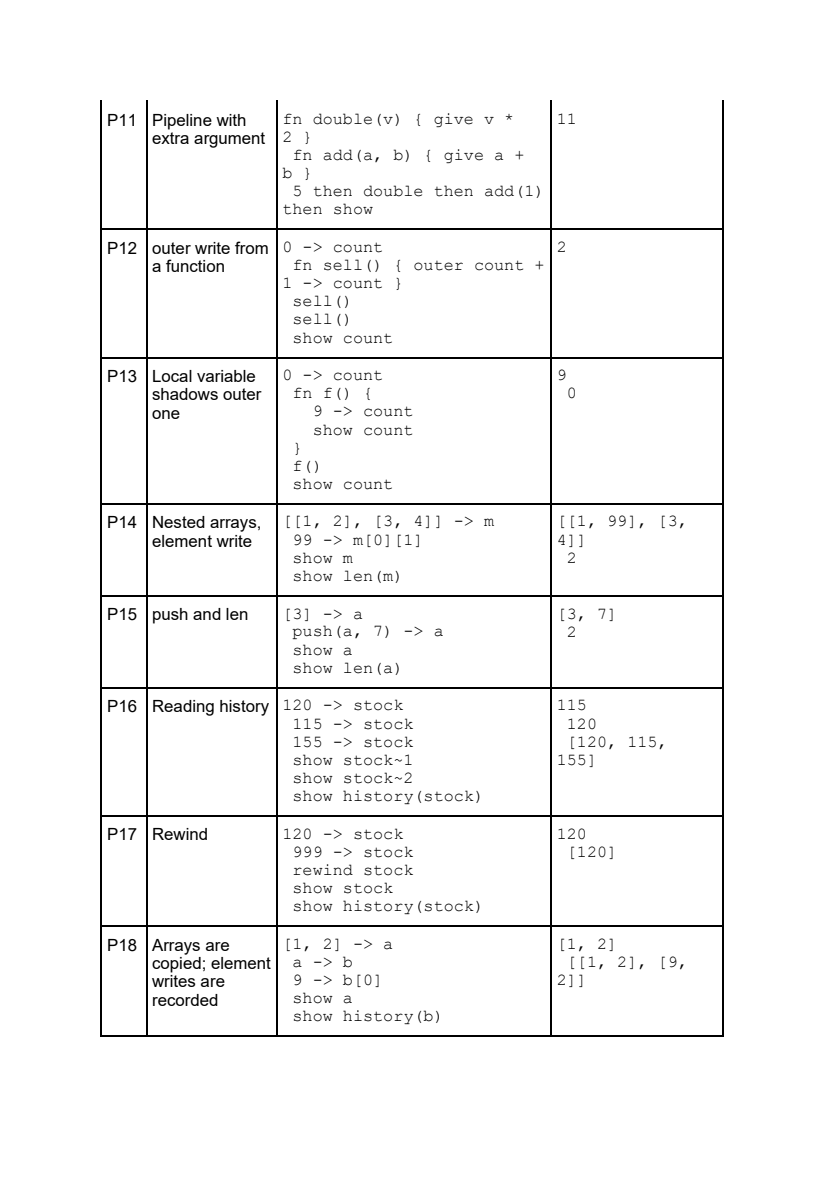 P11 Pipeline with extra argument
fn double(v) { give v *
2 }
fn add(a, b) { give a +
b }
5 then double then add(1)
then show
11
P12 outer write from a function
0 -> count
fn sell() { outer count +
1 -> count }
sell()
sell()
show count
2
P13 Local variable shadows outer one
0 -> count
fn f() {
9 -> count
show count
}
f()
show count
9
0
P14 Nested arrays, element write
[[1, 2], [3, 4]] -> m
99 -> m[0][1]
show m
show len(m)
[[1, 99], [3,
4]]
2
P15 push and len
[3] -> a
push(a, 7) -> a
show a
show len(a)
[3, 7]
2
P16 Reading history
120 -> stock
115 -> stock
155 -> stock
show stock~1
show stock~2
show history(stock)
115
120
[120, 115,
155]
P17 Rewind
120 -> stock
999 -> stock
rewind stock
show stock
show history(stock)
120
[120]
P18 Arrays are copied; element writes are recorded
[1, 2] -> a
a -> b
9 -> b[0]
show a
show history(b)
[1, 2]
[[1, 2], [9,
2]]